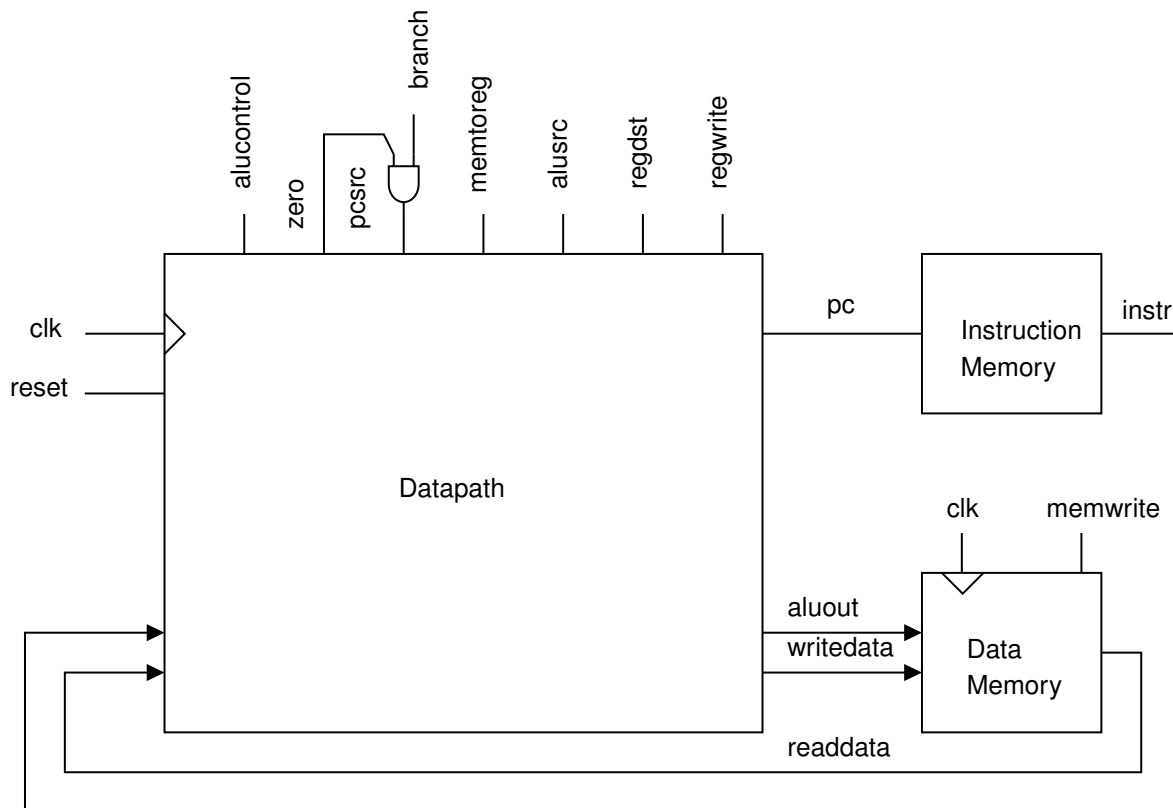 branch
alucontrol
zero
pcsrc
memtoreg
alusrc
regdst
regwrite
clk
reset
pc
Instruction
Memory
instr
Datapath
clk
memwrite
aluout
writedata
Data
Memory
readdata